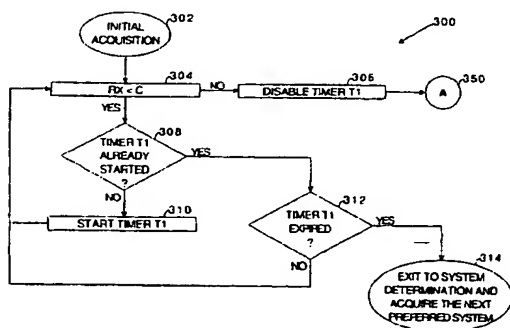 INITIAL
ACQUISITION
302
300
304
RX < C
NO
306
DISABLE TIMER T1
A
350
YES
308
TIMER T1
ALREADY
STARTED
?
YES
NO
310
START TIMER T1
312
TIMER T1
EXPIRED
?
YES
NO
314
EXIT TO SYSTEM
DETERMINATION AND
ACQUIRE THE NEXT
PREFERRED SYSTEM